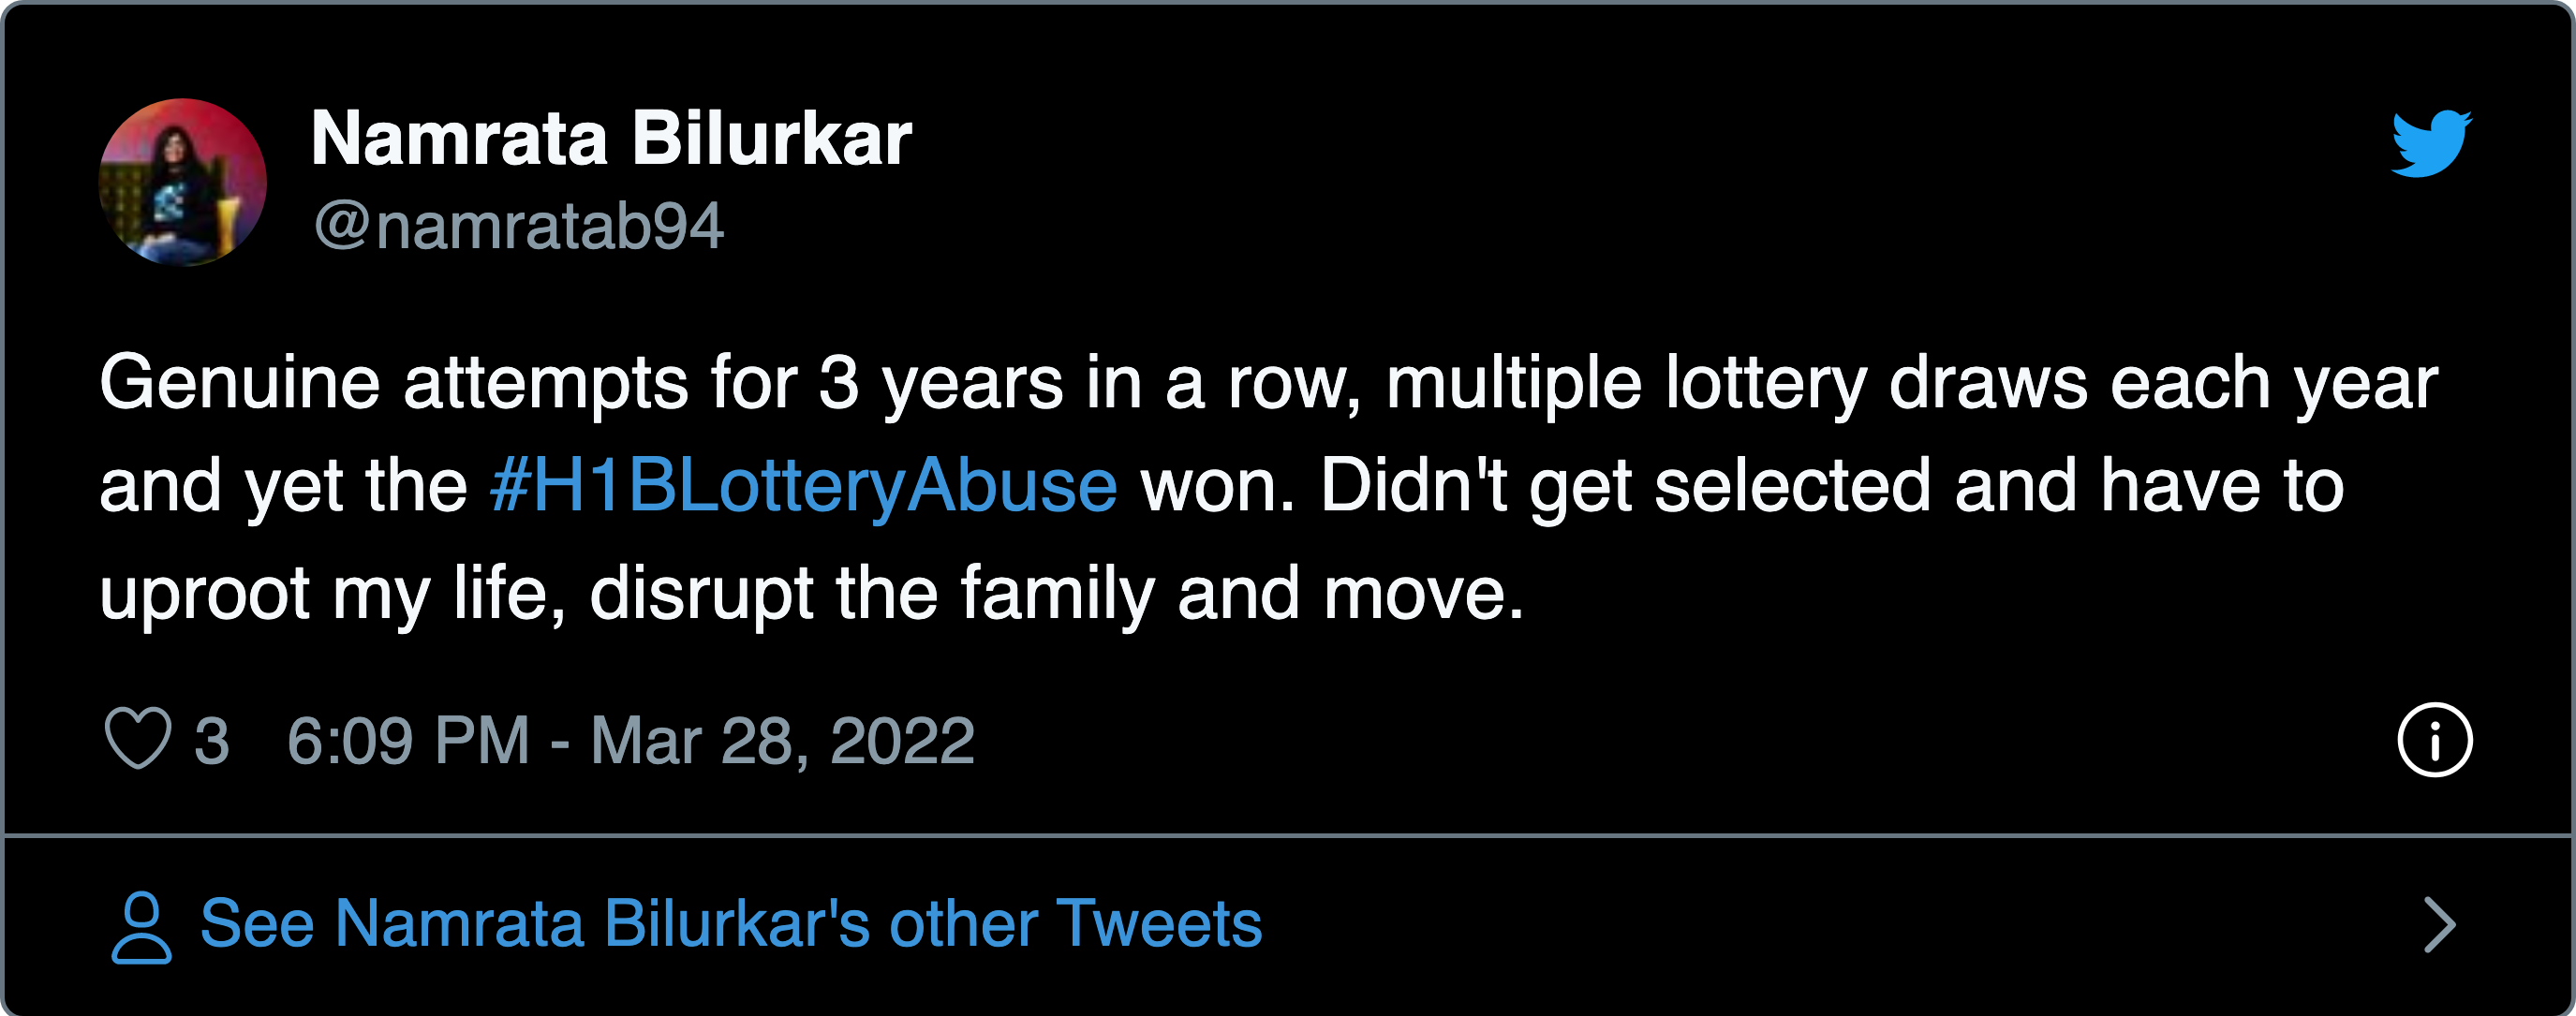 Namrata Bilurkar
@namratab94
Genuine attempts for 3 years in a row, multiple lottery draws each year
and yet the #H1BLotteryAbuse won. Didn't get selected and have to
uproot my life, disrupt the family and move.
3 6:09 PM - Mar 28, 2022
See Namrata Bilurkar's other Tweets